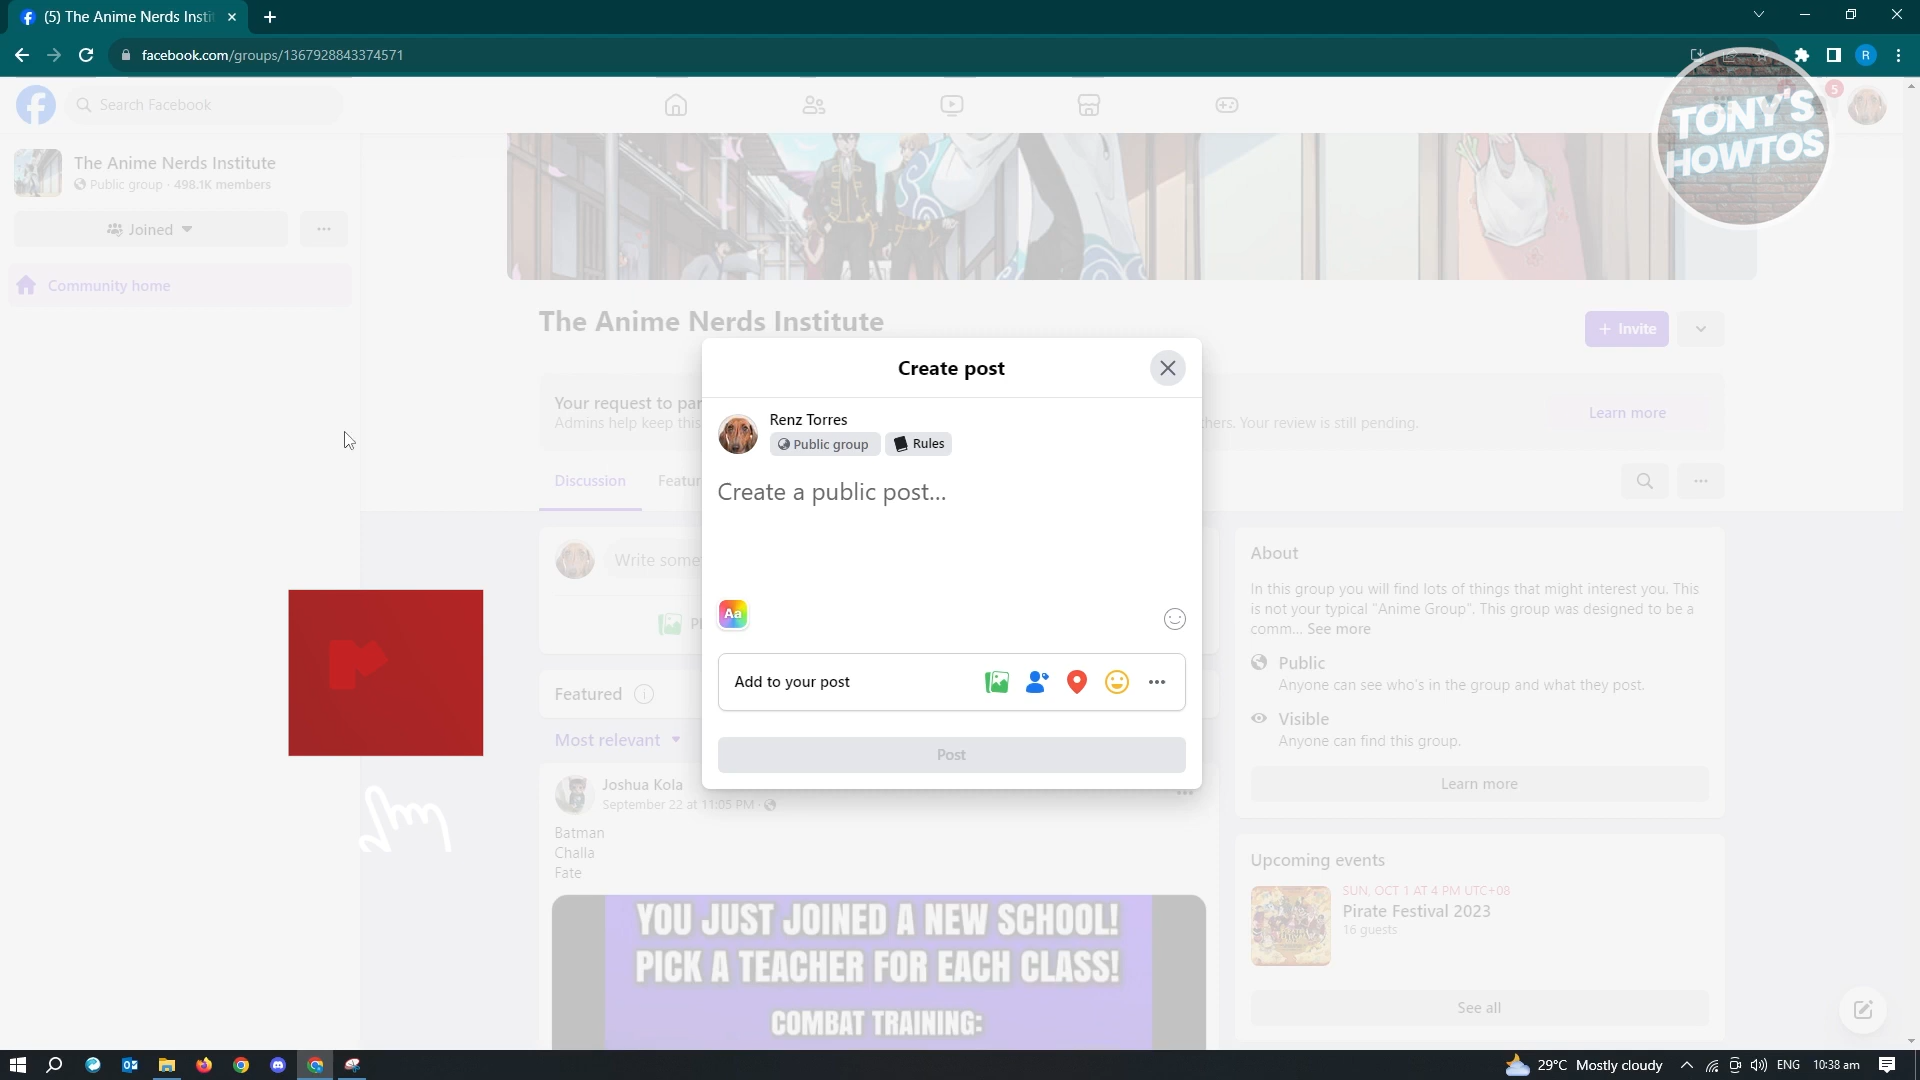 (5) The Anime Nerds Instit
facebook.com/groups/1367928843374571
R
Search Facebook
5
TONY'S
HOWTOS
The Anime Nerds Institute
Public group · 498.1K members
Joined
Community home
The Anime Nerds Institute
+ Invite
Your request to par
Admins help keep this
hers. Your review is still pending.
Learn more
Discussion
Featur
Create post
Renz Torres
Public group
Rules
Create a public post...
Aa
Add to your post
Post
Write some
P
Featured
Most relevant
Joshua Kola
September 22 at 11:05 PM ·
Batman
Challa
Fate
YOU JUST JOINED A NEW SCHOOL!
PICK A TEACHER FOR EACH CLASS!
COMBAT TRAINING:
About
In this group you will find lots of things that might interest you. This
is not your typical "Anime Group". This group was designed to be a
comm... See more
Public
Anyone can see who's in the group and what they post.
Visible
Anyone can find this group.
Learn more
Upcoming events
SUN, OCT 1 AT 4 PM UTC+08
Pirate Festival 2023
16 guests
See all
29°C Mostly cloudy
ENG
10:38 am